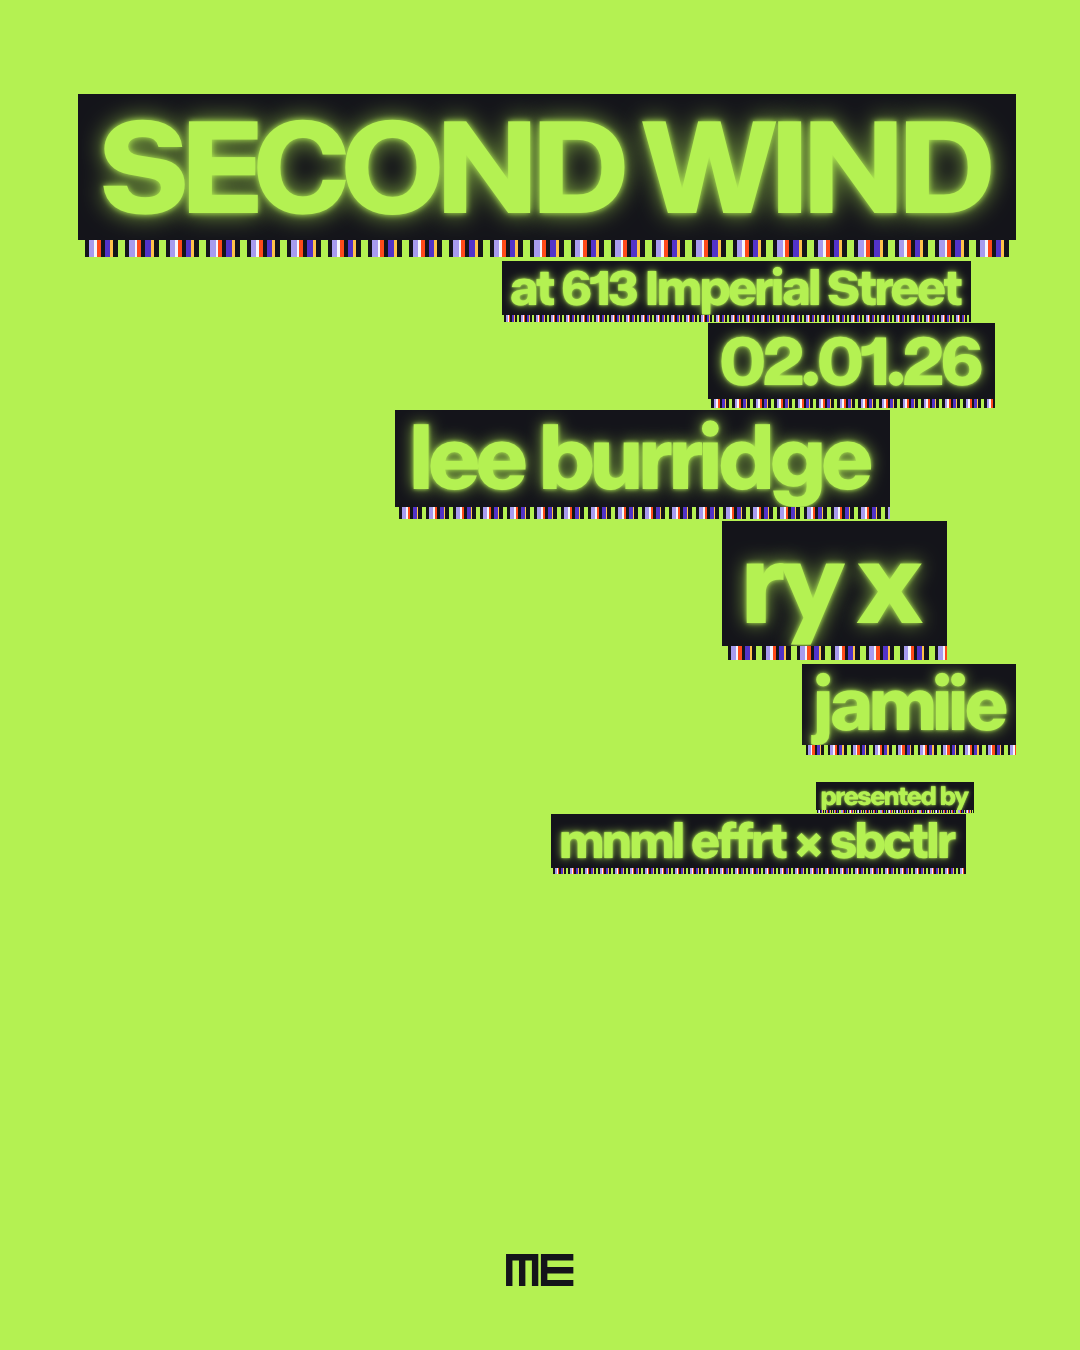 SECOND WIND
at 613 Imperial Street
02.01.26
lee burridge
ry x
jamiie
presented by
mnml effrt × sbctlr
ME